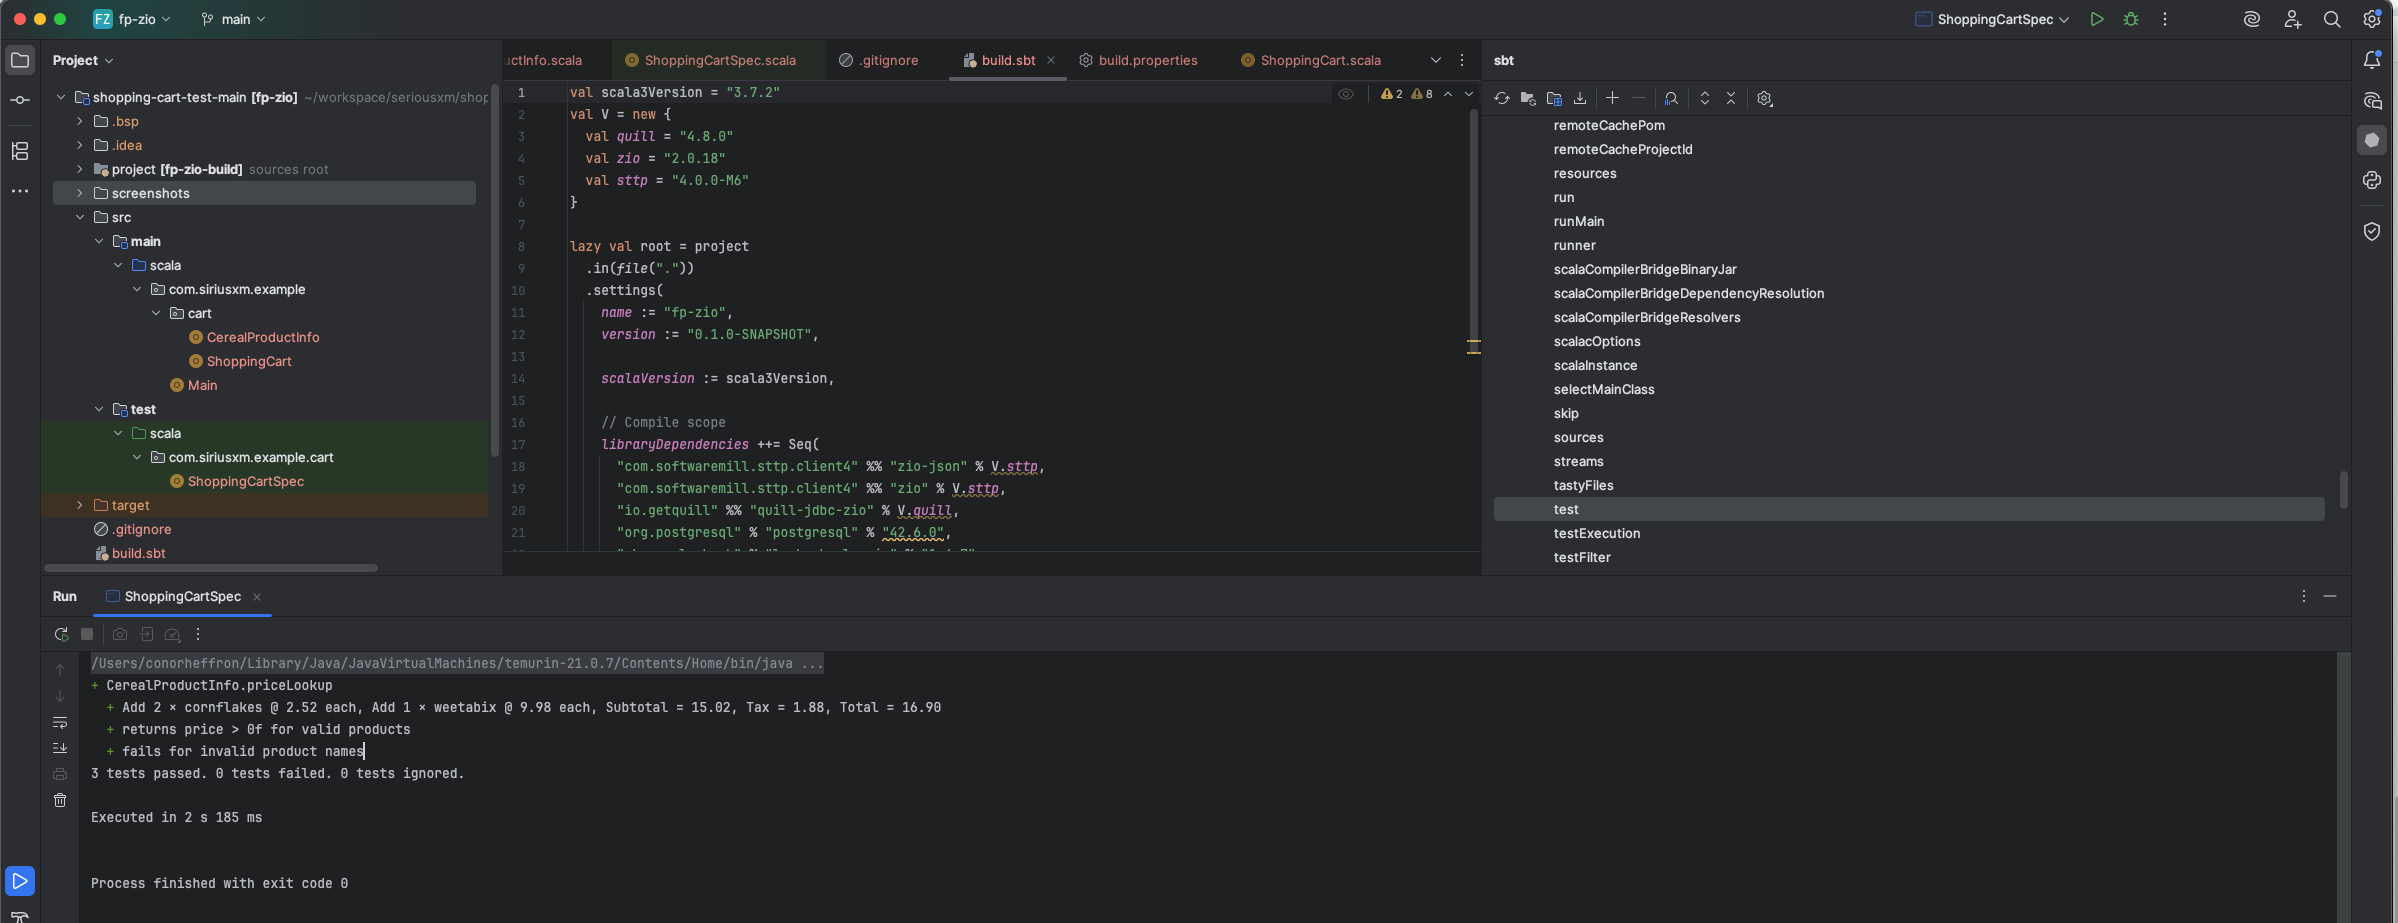 FZ fp-zio main ShoppingCartSpec
Project
shopping-cart-test-main [fp-zio] ~/workspace/seriousxm/shop
.bsp
.idea
project [fp-zio-build] sources root
screenshots
src
main
scala
com.siriusxm.example
cart
CerealProductInfo
ShoppingCart
Main
test
scala
com.siriusxm.example.cart
ShoppingCartSpec
target
.gitignore
build.sbt
uctInfo.scala ShoppingCartSpec.scala .gitignore build.sbt build.properties ShoppingCart.scala
2 8
1 val scala3Version = "3.7.2"
2 val V = new {
3 val quill = "4.8.0"
4 val zio = "2.0.18"
5 val sttp = "4.0.0-M6"
6 }
7
8 lazy val root = project
9 .in(file("."))
10 .settings(
11 name := "fp-zio",
12 version := "0.1.0-SNAPSHOT",
13
14 scalaVersion := scala3Version,
15
16 // Compile scope
17 libraryDependencies ++= Seq(
18 "com.softwaremill.sttp.client4" %% "zio-json" % V.sttp,
19 "com.softwaremill.sttp.client4" %% "zio" % V.sttp,
20 "io.getquill" %% "quill-jdbc-zio" % V.quill,
21 "org.postgresql" % "postgresql" % "42.6.0",
sbt
remoteCachePom
remoteCacheProjectId
resources
run
runMain
runner
scalaCompilerBridgeBinaryJar
scalaCompilerBridgeDependencyResolution
scalaCompilerBridgeResolvers
scalacOptions
scalaInstance
selectMainClass
skip
sources
streams
tastyFiles
test
testExecution
testFilter
Run ShoppingCartSpec
/Users/conorheffron/Library/Java/JavaVirtualMachines/temurin-21.0.7/Contents/Home/bin/java ...
+ CerealProductInfo.priceLookup
+ Add 2 × cornflakes @ 2.52 each, Add 1 × weetabix @ 9.98 each, Subtotal = 15.02, Tax = 1.88, Total = 16.90
+ returns price > 0f for valid products
+ fails for invalid product names
3 tests passed. 0 tests failed. 0 tests ignored.
Executed in 2 s 185 ms
Process finished with exit code 0